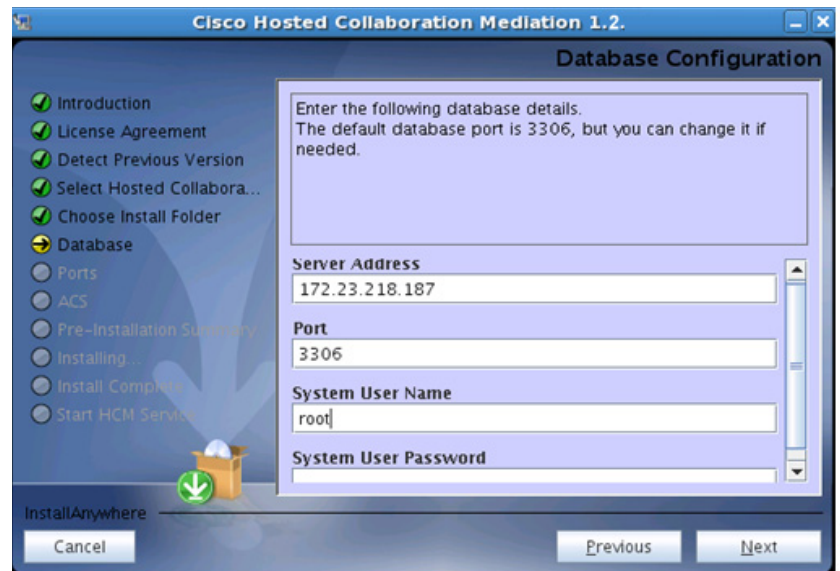 Cisco Hosted Collaboration Mediation 1.2.
Database Configuration
Introduction
License Agreement
Detect Previous Version
Select Hosted Collabora...
Choose Install Folder
Database
Ports
ACS
Pre-Installation Summary
Installing...
Install Complete
Start HCM Service
Enter the following database details.
The default database port is 3306, but you can change it if
needed.
Server Address
172.23.218.187
Port
3306
System User Name
root
System User Password
InstallAnywhere
Cancel
Previous
Next